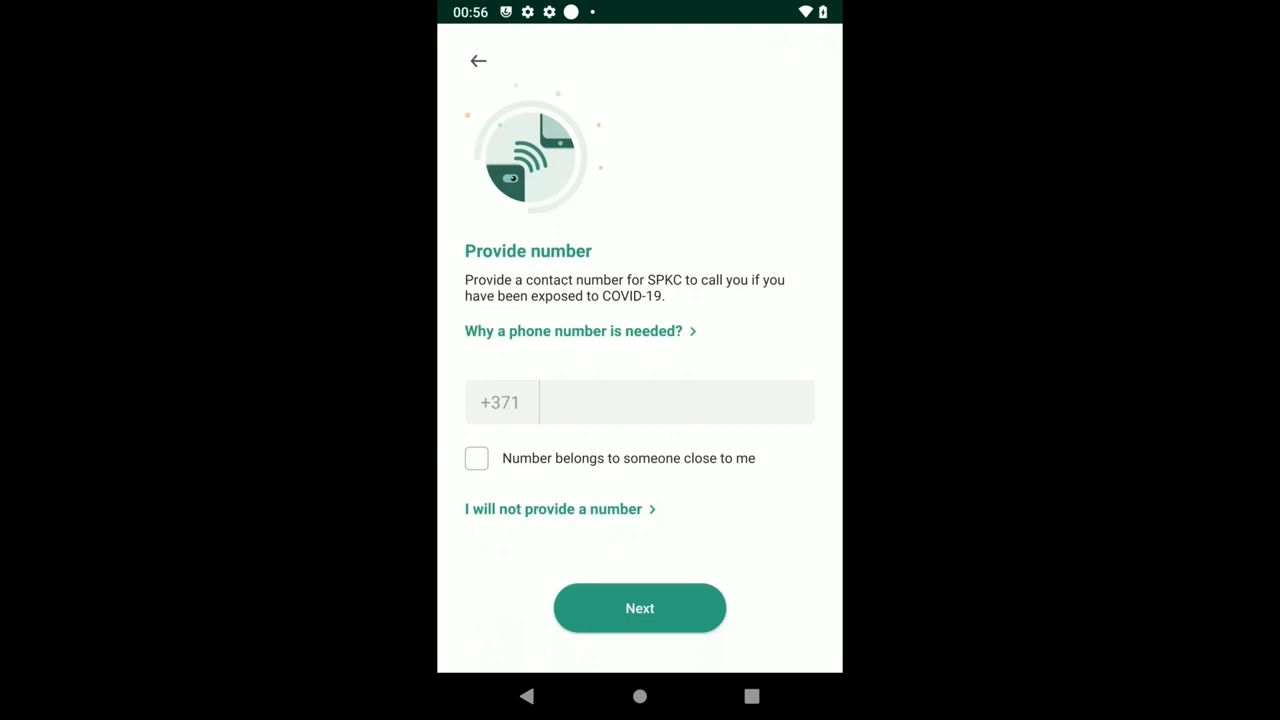 00:56
Provide number
Provide a contact number for SPKC to call you if you
have been exposed to COVID-19.
Why a phone number is needed?
+371
Number belongs to someone close to me
I will not provide a number
Next